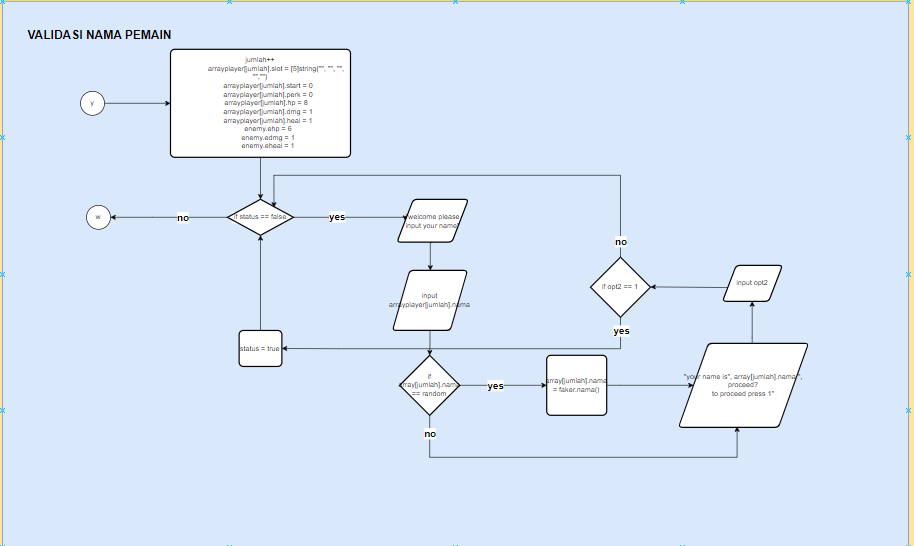 VALIDASI NAMA PEMAIN
y
jumlah++
arrayplayer[jumlah].slot = [5]string{"", "", "",
"",""}
arrayplayer[jumlah].start = 0
arrayplayer[jumlah].perk = 0
arrayplayer[jumlah].hp = 8
arrayplayer[jumlah].dmg = 1
arrayplayer[jumlah].heal = 1
enemy.ehp = 6
enemy.edmg = 1
enemy.eheal = 1
w
no
if status == false
yes
"welcome please
input your name"
input
arrayplayer[jumlah].nama
status = true
if
array[jumlah].nama
== random
yes
no
array[jumlah].nama
= faker.nama()
"your name is", array[jumlah].nama",
proceed?
to proceed press 1"
input opt2
if opt2 == 1
no
yes